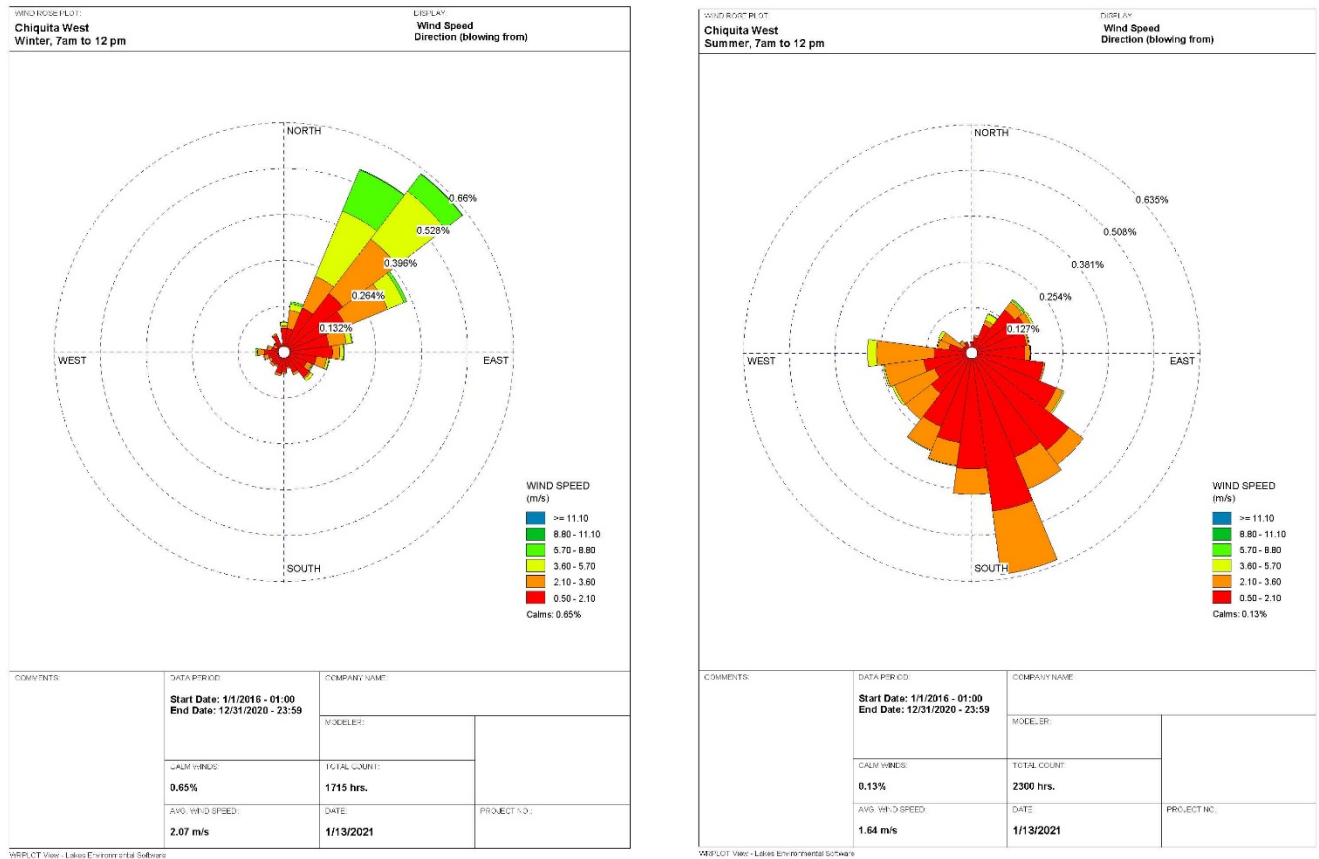 WIND ROSE PLOT:
Chiquita West
Winter, 7am to 12 pm
DISPLAY:
Wind Speed
Direction (blowing from)
NORTH
0.66%
0.528%
0.396%
0.264%
0.132%
WEST
EAST
SOUTH
WIND SPEED
(m/s)
>= 11.10
8.80 - 11.10
5.70 - 8.80
3.60 - 5.70
2.10 - 3.60
0.50 - 2.10
Calms: 0.65%
COMMENTS:
DATA PERIOD:
Start Date: 1/1/2016 - 01:00
End Date: 12/31/2020 - 23:59
COMPANY NAME:
MODELER:
CALM WINDS:
0.65%
TOTAL COUNT:
1715 hrs.
AVG. WIND SPEED:
2.07 m/s
DATE:
1/13/2021
PROJECT NO.:
WRPLOT View - Lakes Environmental Software
WIND ROSE PLOT:
Chiquita West
Summer, 7am to 12 pm
DISPLAY:
Wind Speed
Direction (blowing from)
NORTH
0.635%
0.508%
0.381%
0.254%
0.127%
WEST
EAST
SOUTH
WIND SPEED
(m/s)
>= 11.10
8.80 - 11.10
5.70 - 8.80
3.60 - 5.70
2.10 - 3.60
0.50 - 2.10
Calms: 0.13%
COMMENTS:
DATA PERIOD:
Start Date: 1/1/2016 - 01:00
End Date: 12/31/2020 - 23:59
COMPANY NAME:
MODELER:
CALM WINDS:
0.13%
TOTAL COUNT:
2300 hrs.
AVG. WIND SPEED:
1.64 m/s
DATE:
1/13/2021
PROJECT NO.:
WRPLOT View - Lakes Environmental Software